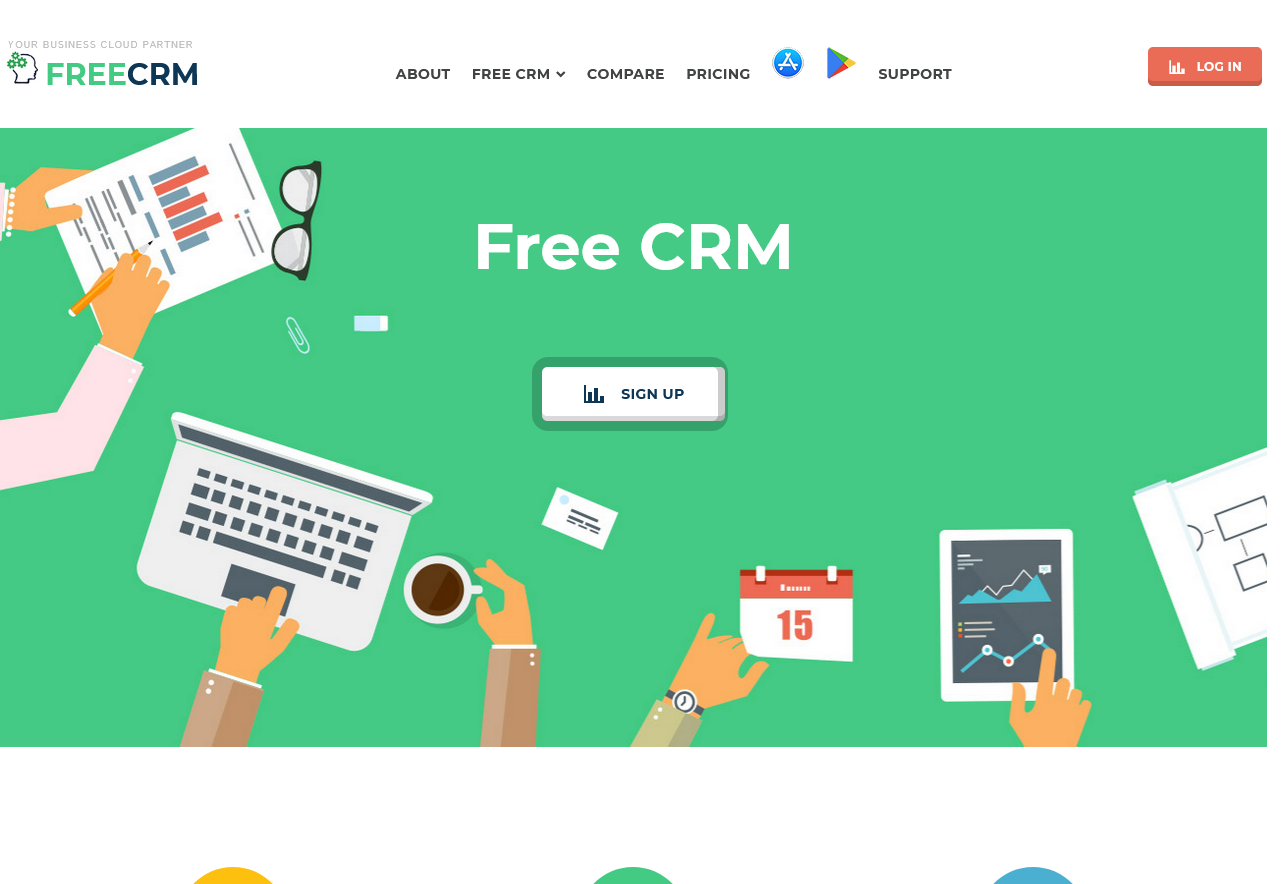 YOUR BUSINESS CLOUD PARTNER
FREECRM
ABOUT
FREE CRM
COMPARE
PRICING
SUPPORT
LOG IN
Free CRM
SIGN UP
15